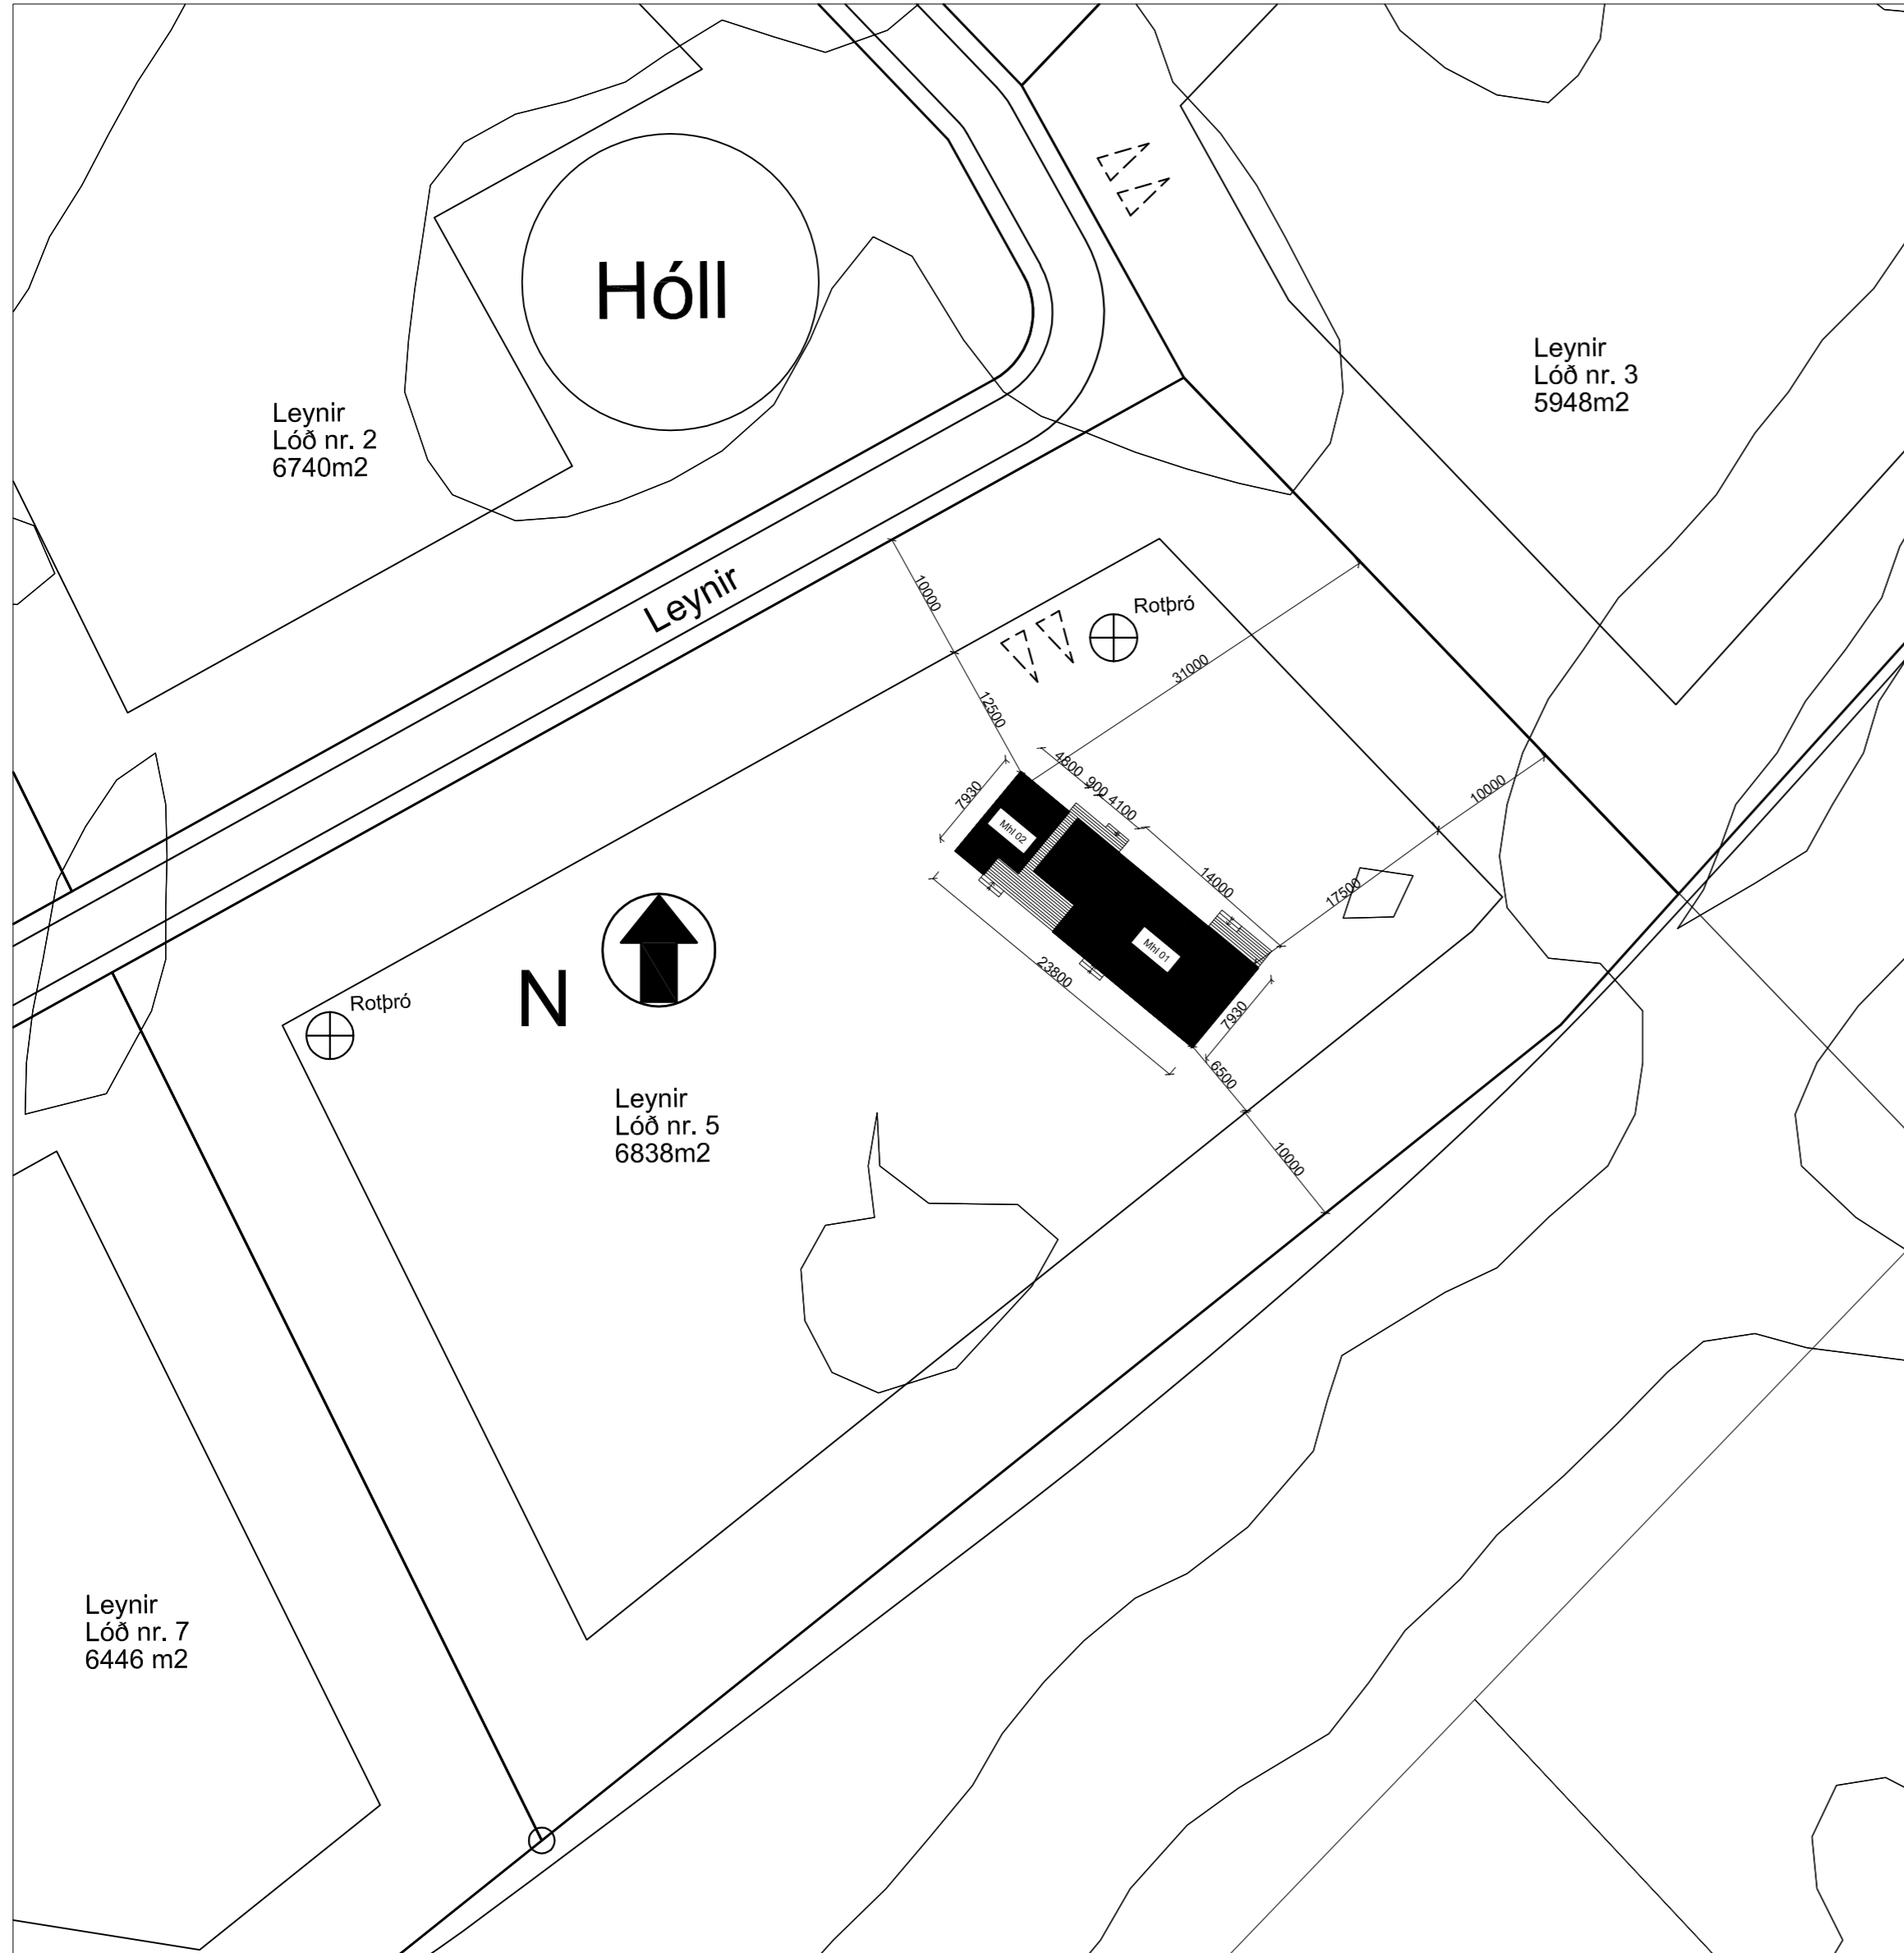 Hóll
Leynir
Lóð nr. 3
5948m2
Leynir
Lóð nr. 2
6740m2
Leynir
10000
Rotþró
31000
12500
4800
900
4100
7930
Mhl 02
10000
14000
17500
Mhl 01
23800
7930
6500
10000
N
Rotþró
Leynir
Lóð nr. 5
6838m2
Leynir
Lóð nr. 7
6446 m2